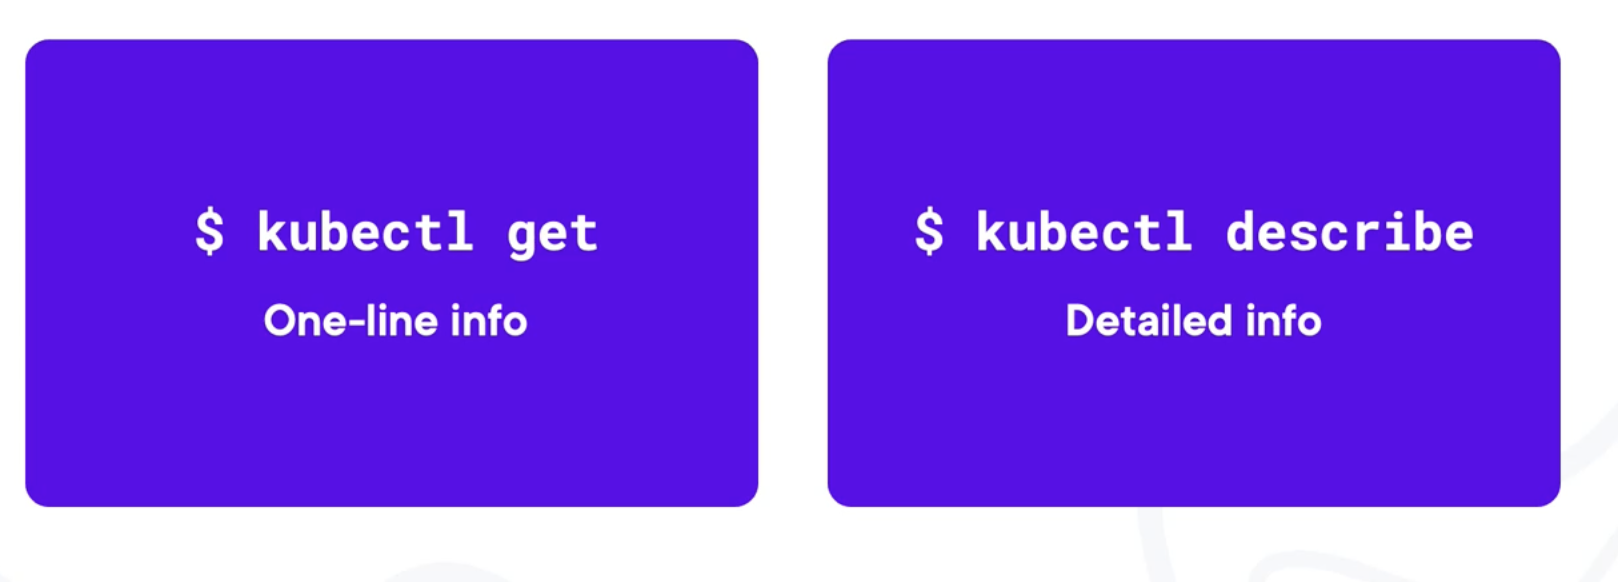 $ kubectl get
One-line info
$ kubectl describe
Detailed info